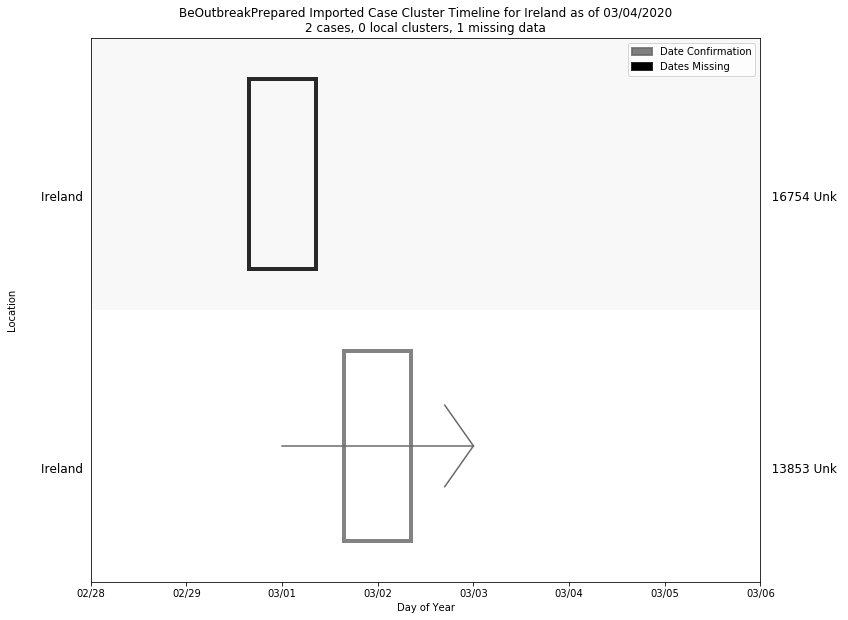 BeOutbreakPrepared Imported Case Cluster Timeline for Ireland as of 03/04/2020
2 cases, 0 local clusters, 1 missing data
Date Confirmation
Dates Missing
Ireland
16754 Unk
Location
Ireland
13853 Unk
02/28 02/29 03/01 03/02 03/03 03/04 03/05 03/06
Day of Year